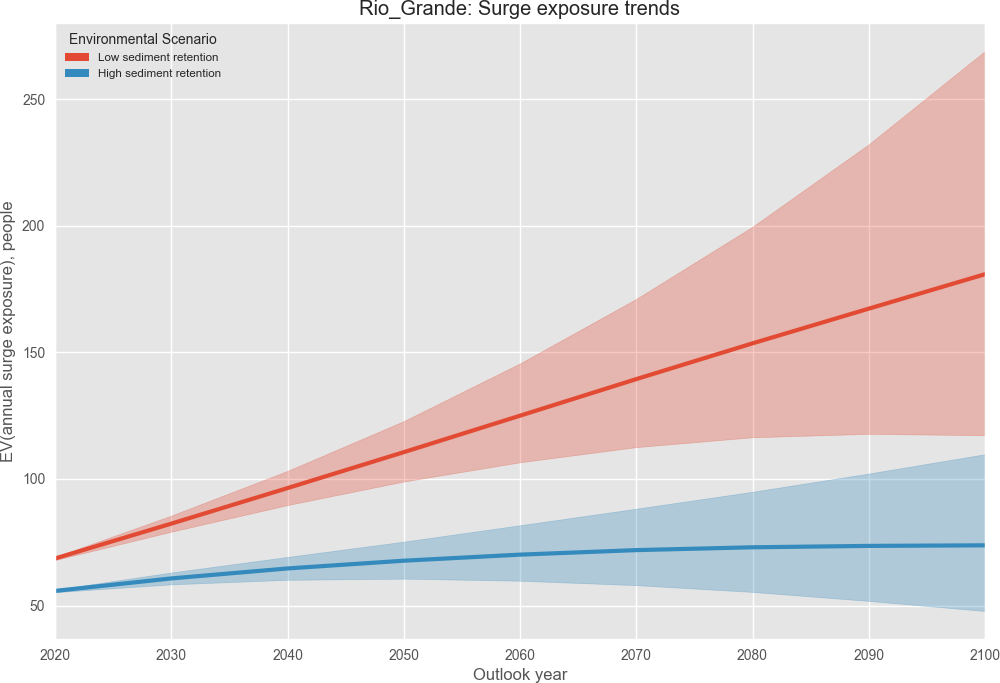 Rio_Grande: Surge exposure trends
Environmental Scenario
Low sediment retention
High sediment retention
EV(annual surge exposure), people
250
200
150
100
50
2020 2030 2040 2050 2060 2070 2080 2090 2100
Outlook year